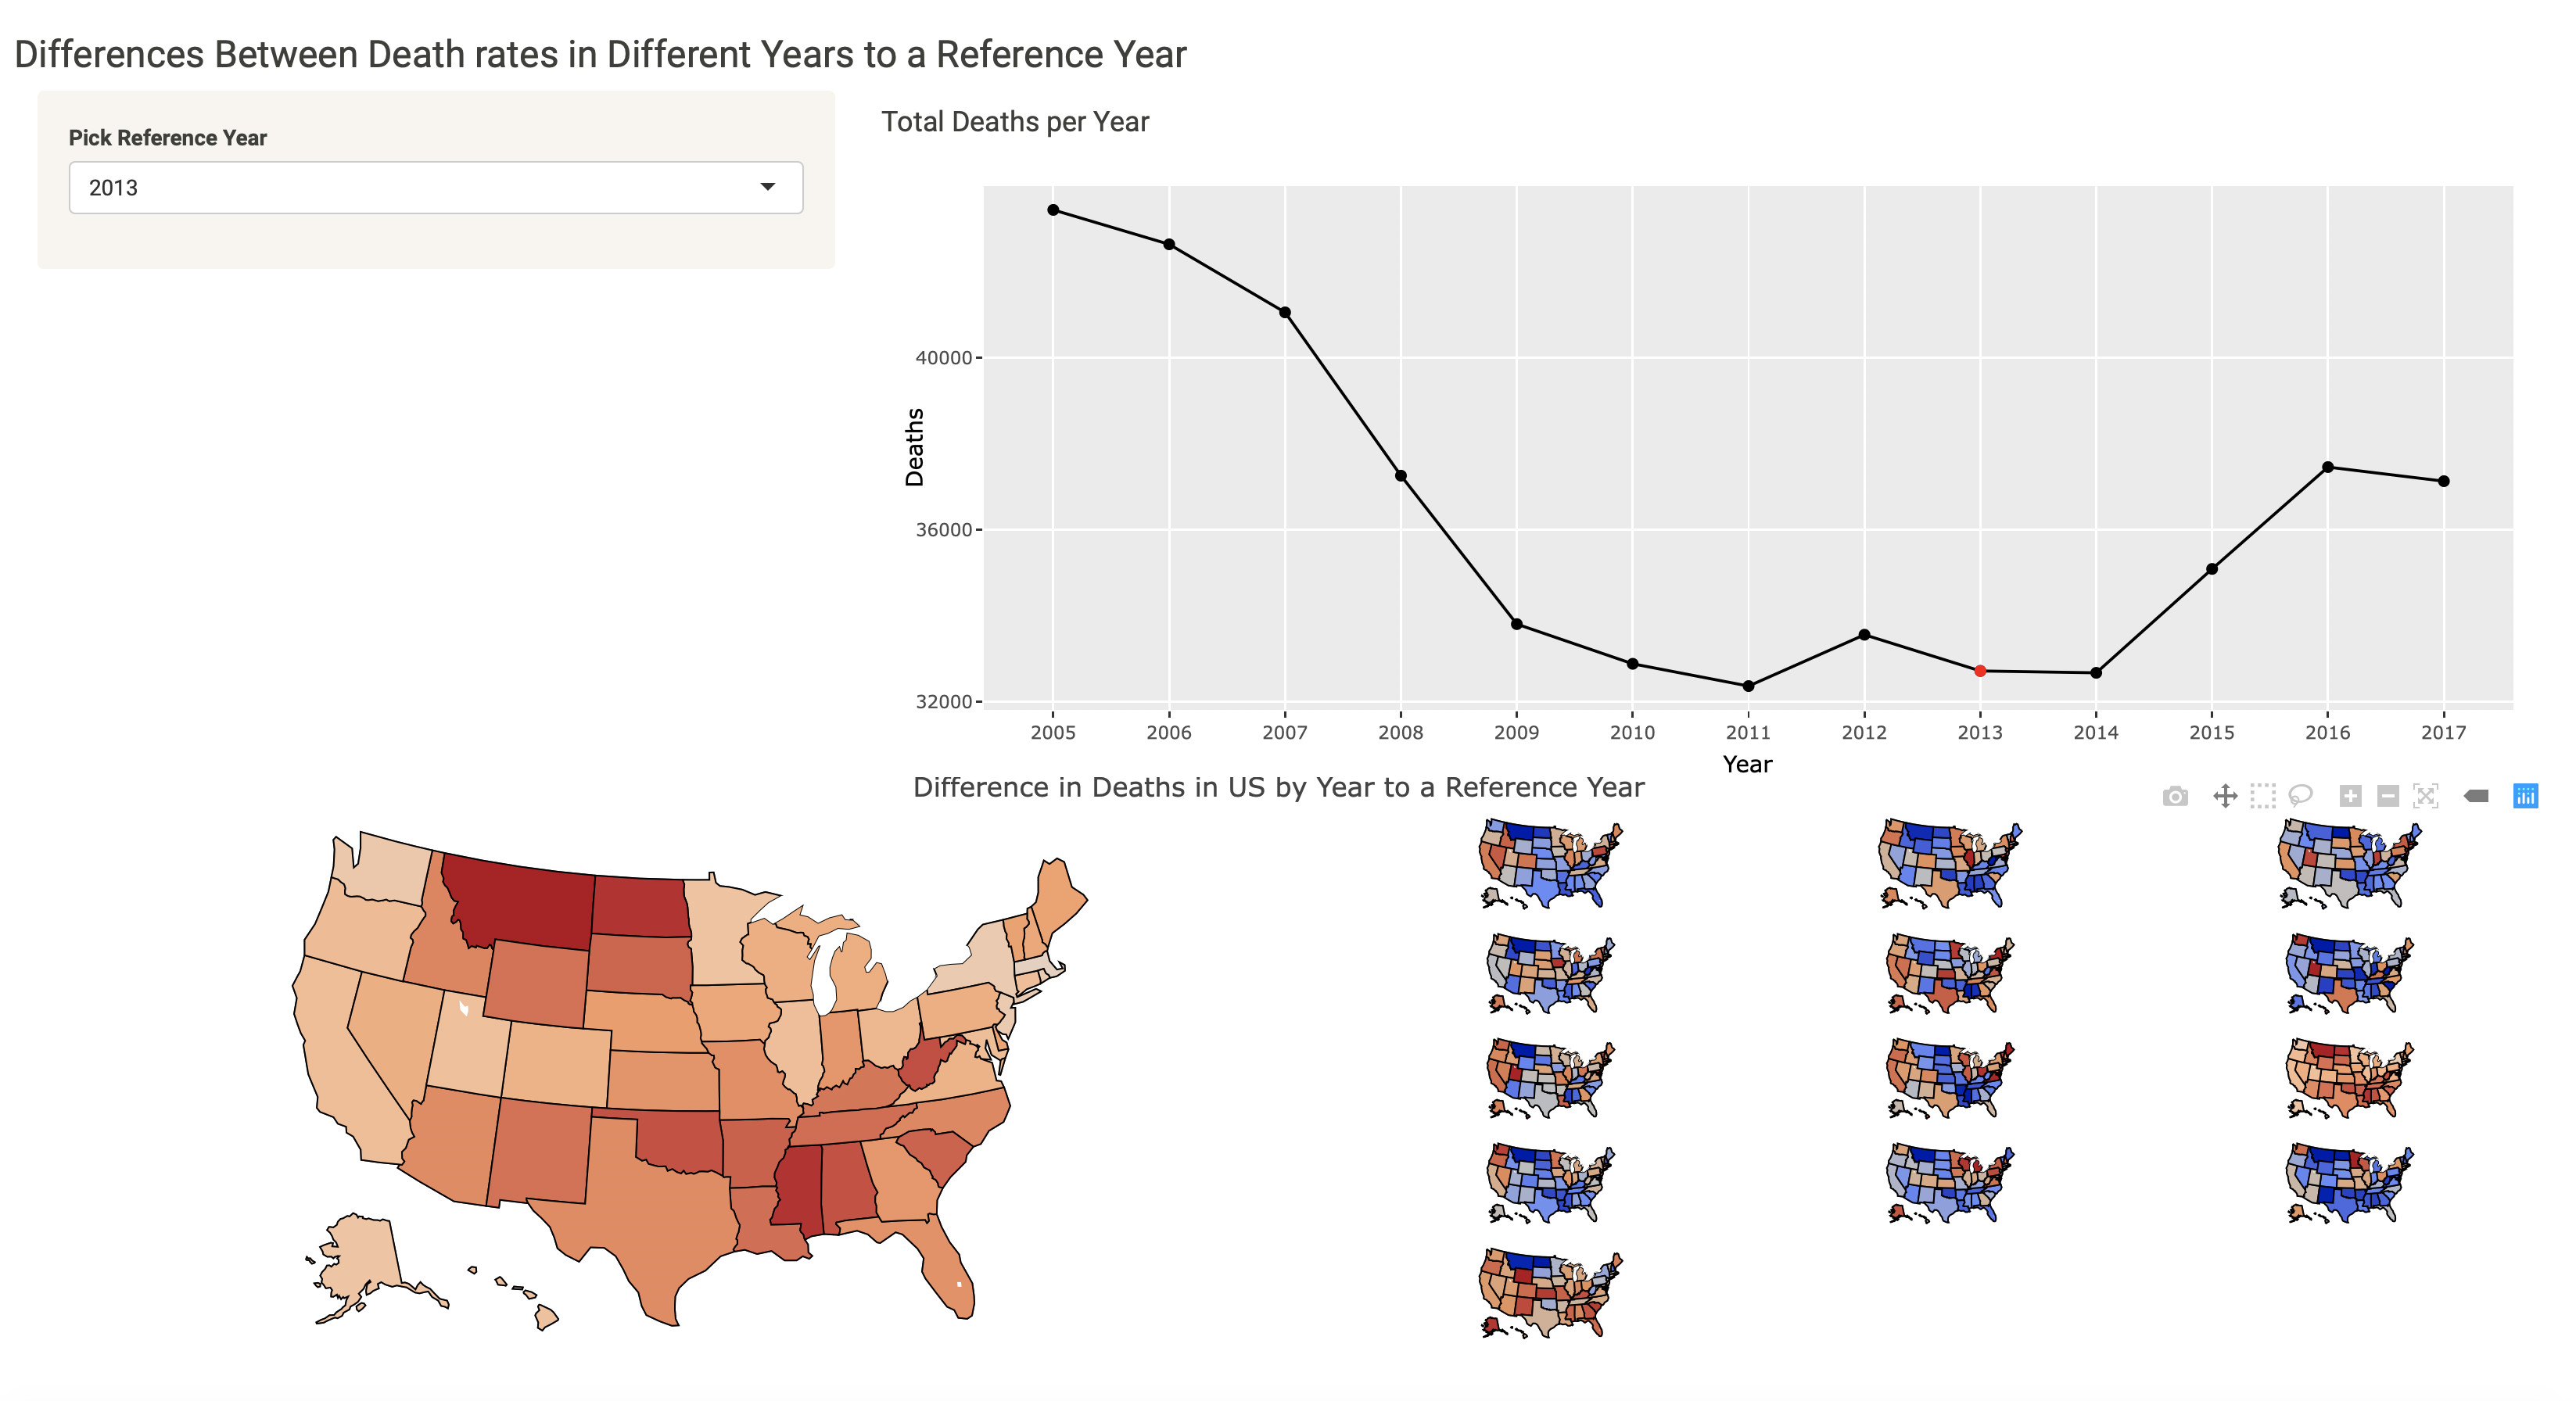 Differences Between Death rates in Different Years to a Reference Year
Pick Reference Year
2013
Total Deaths per Year
40000
36000
32000
Deaths
2005 2006 2007 2008 2009 2010 2011 2012 2013 2014 2015 2016 2017
Year
Difference in Deaths in US by Year to a Reference Year